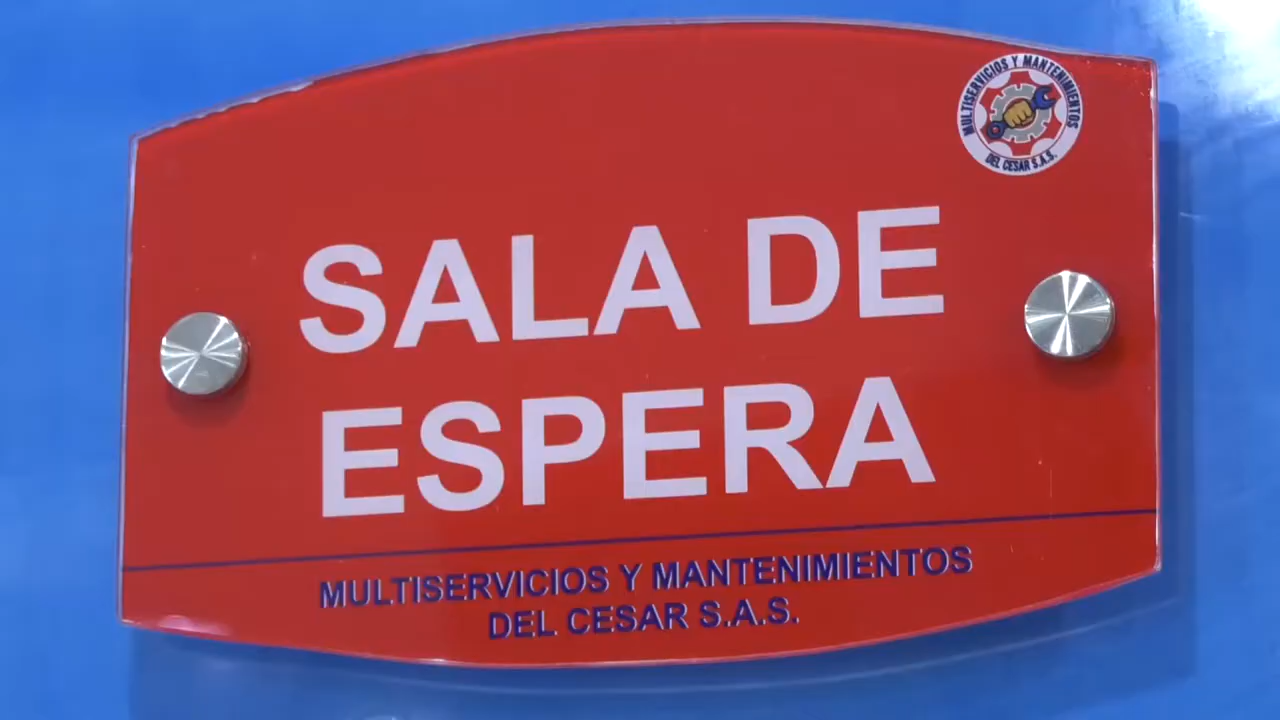 MULTISERVICIOS Y MANTENIMIENTOS
DEL CESAR S.A.S.
SALA DE
ESPERA
MULTISERVICIOS Y MANTENIMIENTOS
DEL CESAR S.A.S.